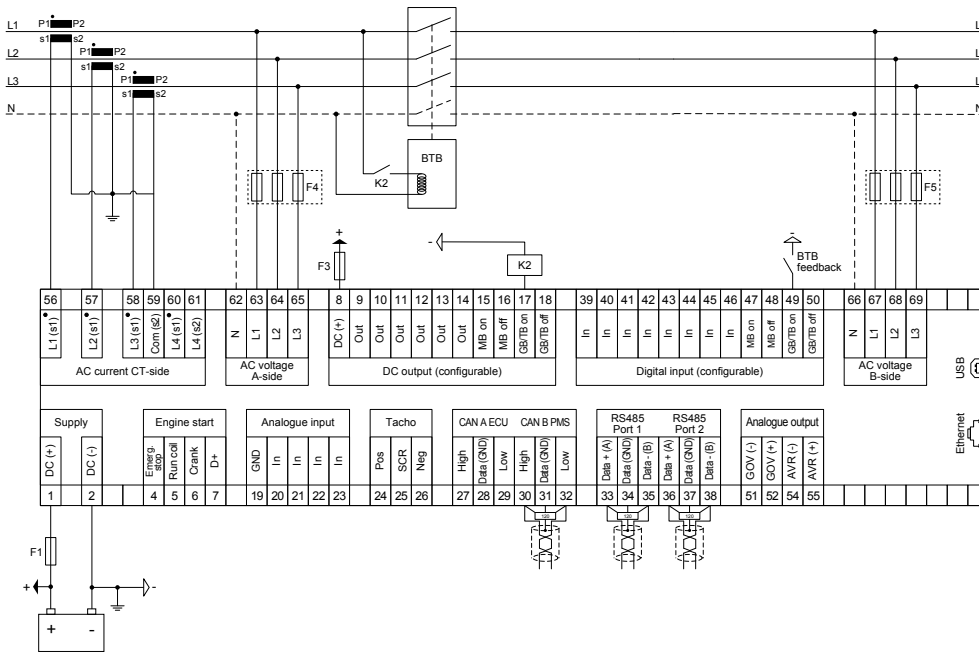 L1
P1
P2
L
s1
s2
L2
P1
P2
L
s1
s2
L3
P1
P2
L
s1
s2
N
N
BTB
K2
F4
F5
+
-
-
F3
K2
BTB
feedback
56
57
58
59
60
61
62
63
64
65
8
9
10
11
12
13
14
15
16
17
18
39
40
41
42
43
44
45
46
47
48
49
50
66
67
68
69
L1 (s1)
L2 (s1)
L3 (s1)
Com (s2)
L4 (s1)
L4 (s2)
N
L1
L2
L3
DC (+)
Out
Out
Out
Out
Out
Out
MB on
MB off
GB/TB on
GB/TB off
In
In
In
In
In
In
In
In
MB on
MB off
GB/TB on
GB/TB off
N
L1
L2
L3
AC current CT-side
AC voltage
A-side
DC output (configurable)
Digital input (configurable)
AC voltage
B-side
USB
Supply
Engine start
Analogue input
Tacho
CAN A ECU
CAN B PMS
RS485
Port 1
RS485
Port 2
Analogue output
Ethernet
DC (+)
DC (-)
Emerg.
stop
Run coil
Crank
D+
GND
In
In
In
In
Pos
SCR
Neg
High
Data (GND)
Low
High
Data (GND)
Low
Data + (A)
Data (GND)
Data - (B)
Data + (A)
Data (GND)
Data - (B)
GOV (-)
GOV (+)
AVR (-)
AVR (+)
1
2
4
5
6
7
19
20
21
22
23
24
25
26
27
28
29
30
31
32
33
34
35
36
37
38
51
52
54
55
120
120
120
F1
+
-
+
-